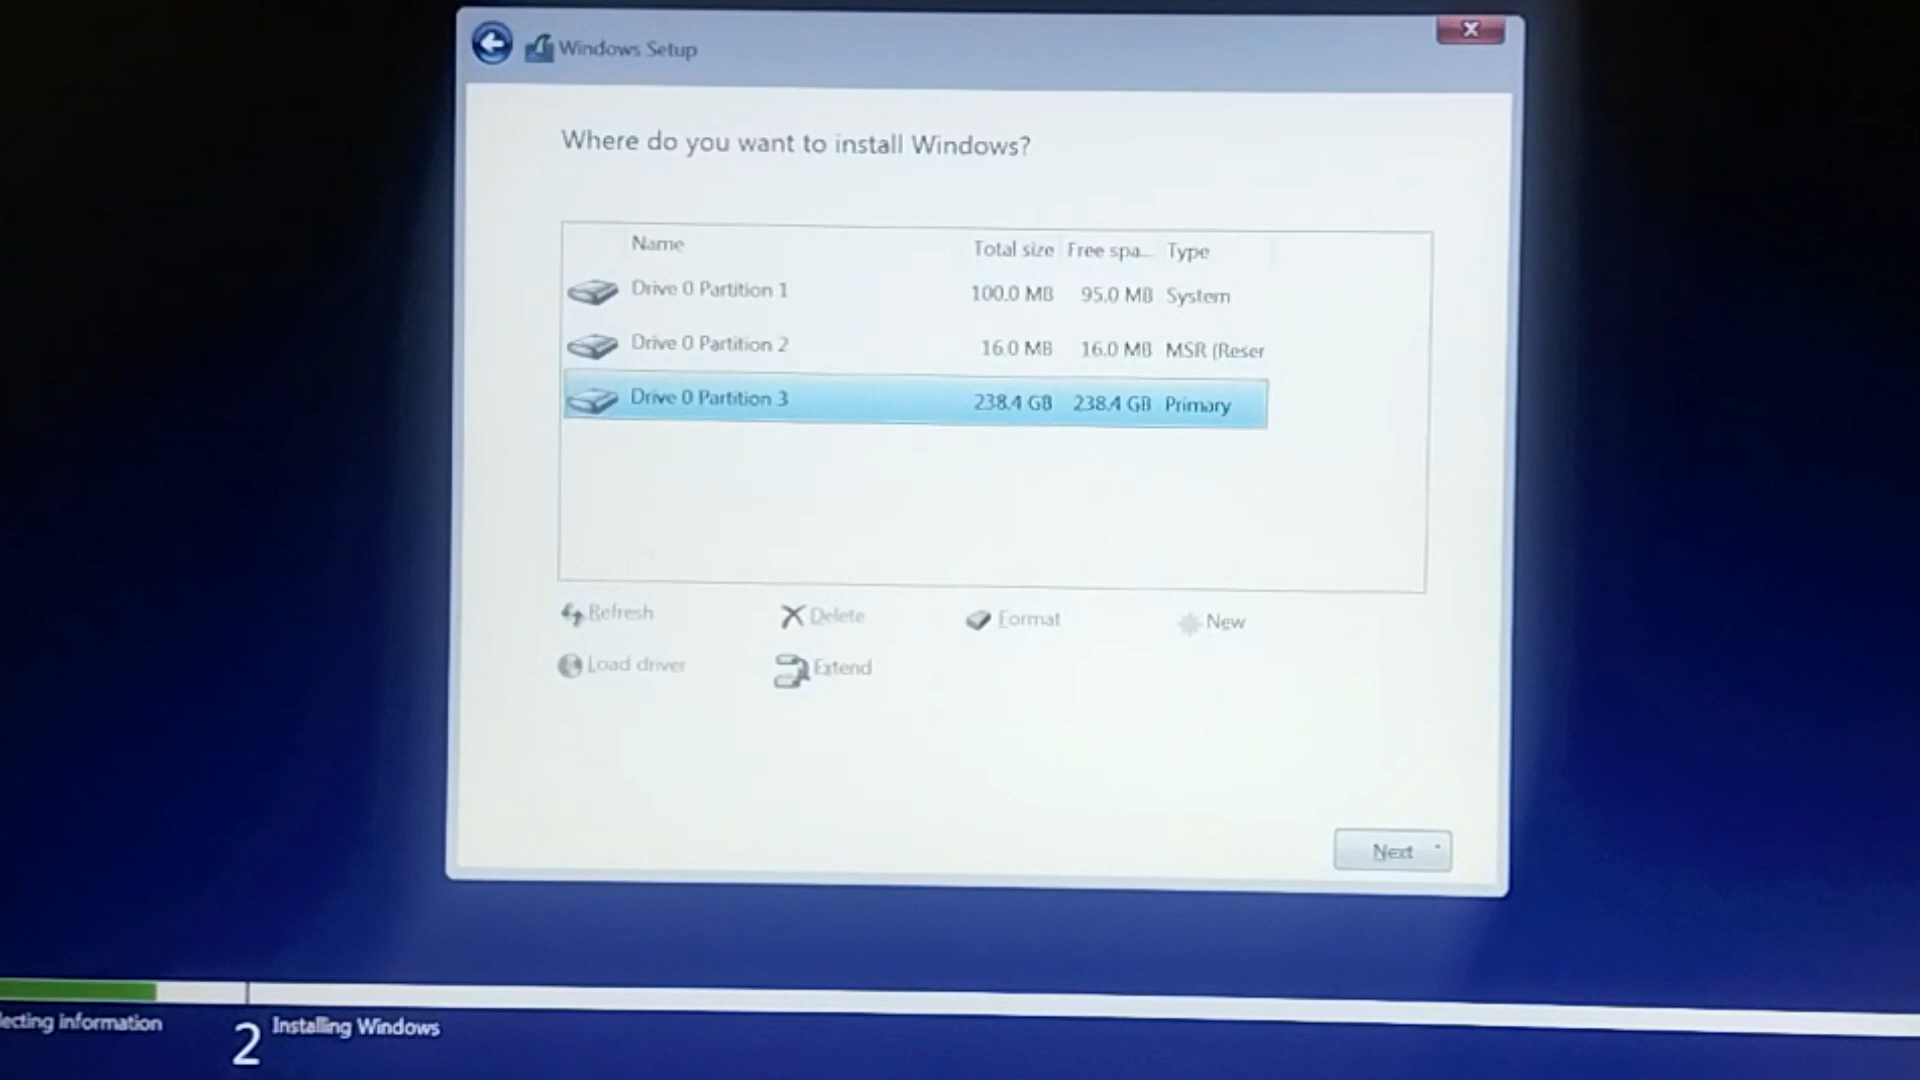 Windows Setup
Where do you want to install Windows?
Name Total size Free spa... Type
Drive 0 Partition 1 100.0 MB 95.0 MB System
Drive 0 Partition 2 16.0 MB 16.0 MB MSR (Reser
Drive 0 Partition 3 238.4 GB 238.4 GB Primary
Refresh Delete Format New
Load driver Extend
Next
lecting information 2 Installing Windows